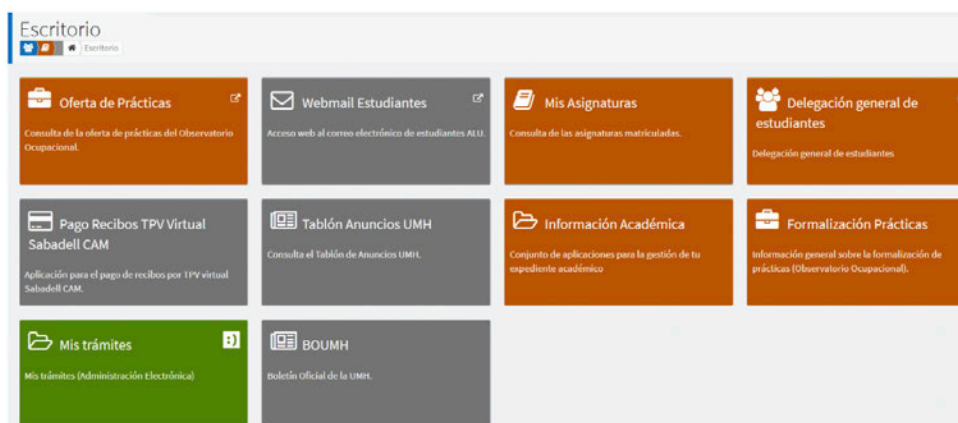 Escritorio
Escritorio
Oferta de Prácticas
Consulta de la oferta de prácticas del Observatorio
Ocupacional.
Webmail Estudiantes
Acceso web al correo electrónico de estudiantes ALU.
Mis Asignaturas
Consulta de las asignaturas matriculadas.
Delegación general de
estudiantes
Delegación general de estudiantes
Pago Recibos TPV Virtual
Sabadell CAM
Aplicación para el pago de recibos por TPV virtual
Sabadell CAM.
Tablón Anuncios UMH
Consulta el Tablón de Anuncios UMH.
Información Académica
Conjunto de aplicaciones para la gestión de tu
expediente académico
Formalización Prácticas
Información general sobre la formalización de
prácticas (Observatorio Ocupacional).
Mis trámites
:)
Mis trámites (Administración Electrónica)
BOUMH
Boletín Oficial de la UMH.